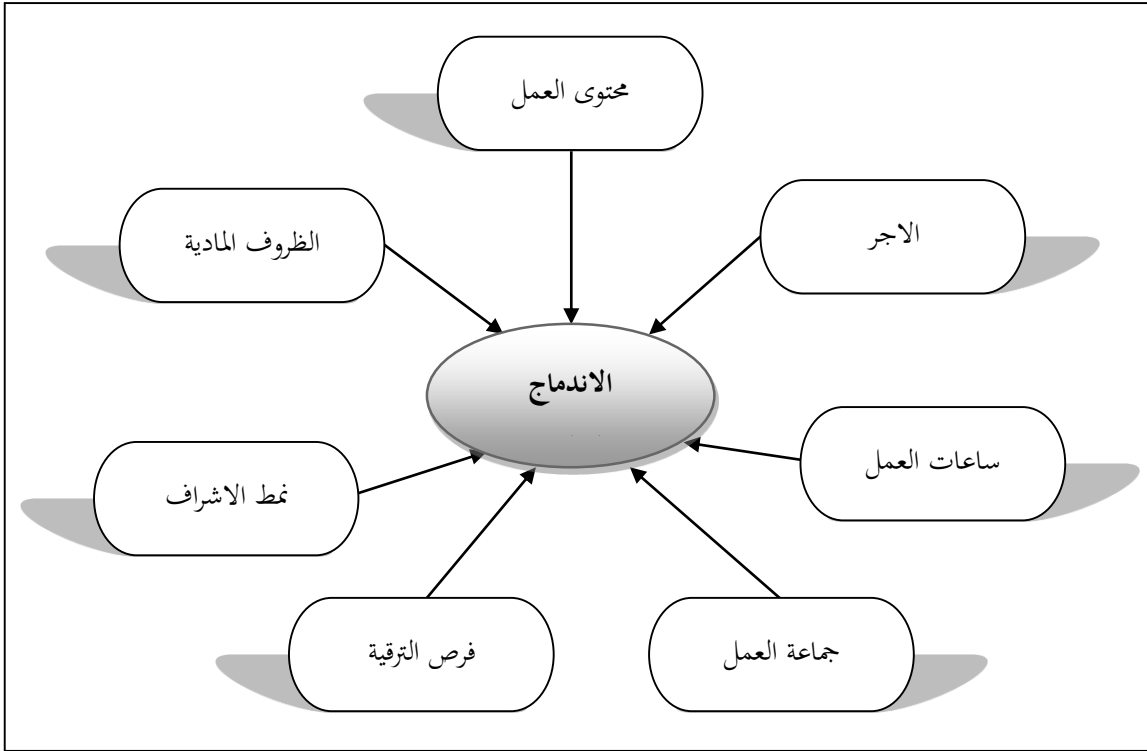 محتوى العمل
الاجر
الظروف المادية
الاندماج
ساعات العمل
نمط الاشراف
جماعة العمل
فرص الترقية